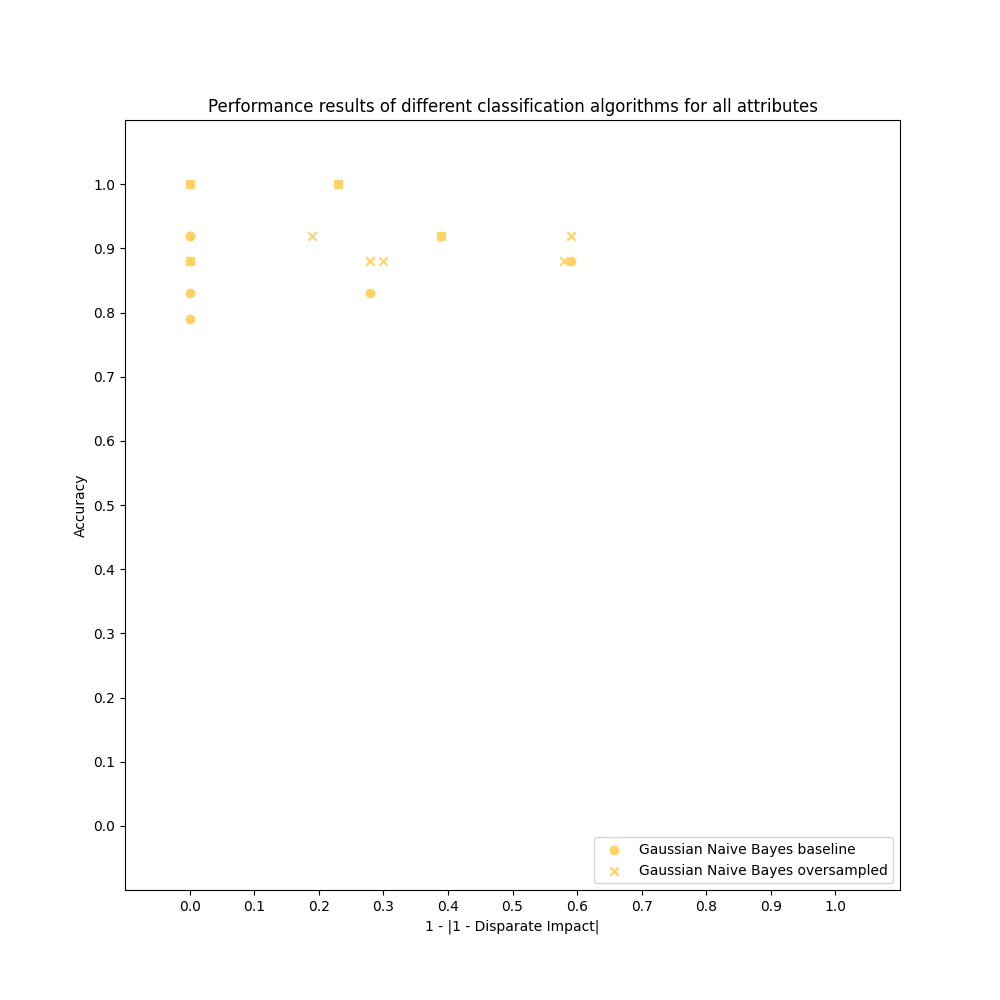 Performance results of different classification algorithms for all attributes
1.0
0.9
0.8
0.7
0.6
0.5
0.4
0.3
0.2
0.1
0.0
Accuracy
Gaussian Naive Bayes baseline
Gaussian Naive Bayes oversampled
0.0 0.1 0.2 0.3 0.4 0.5 0.6 0.7 0.8 0.9 1.0
1 - |1 - Disparate Impact|